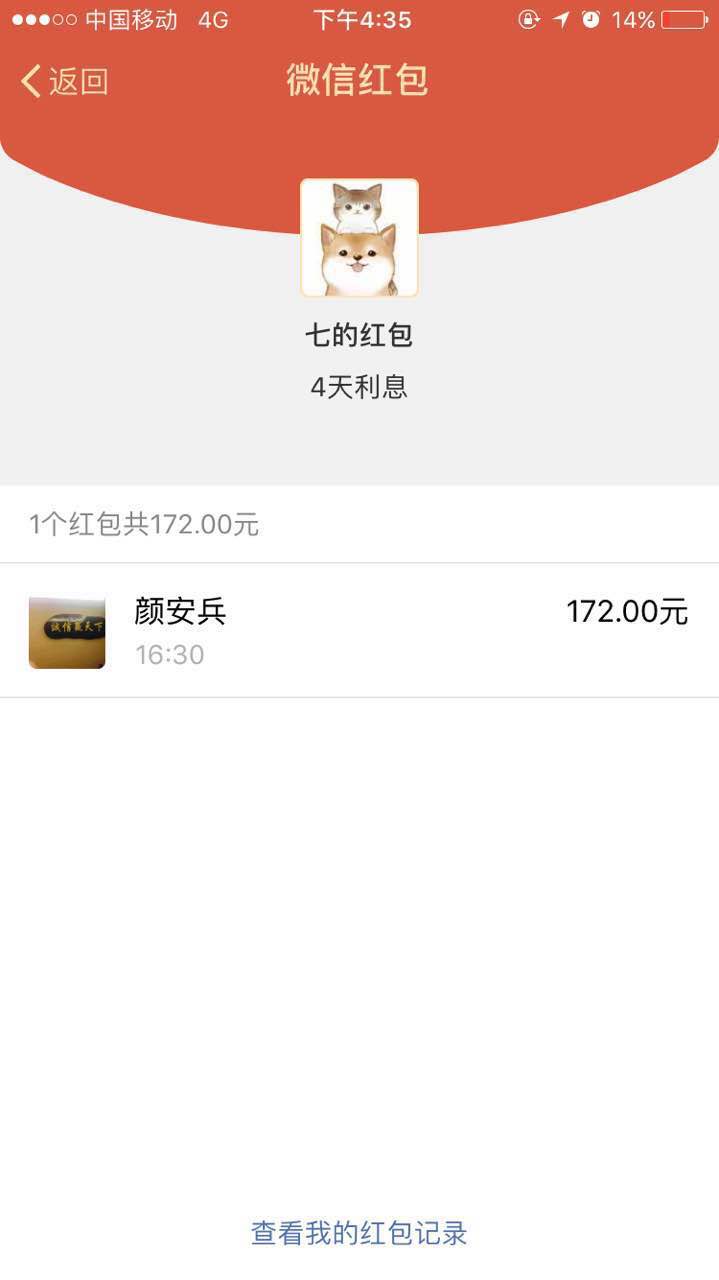 中国移动 4G 下午4:35 14%
返回 微信红包
七的红包
4天利息
1个红包共172.00元
誠信贏天下
颜安兵 172.00元
16:30
查看我的红包记录